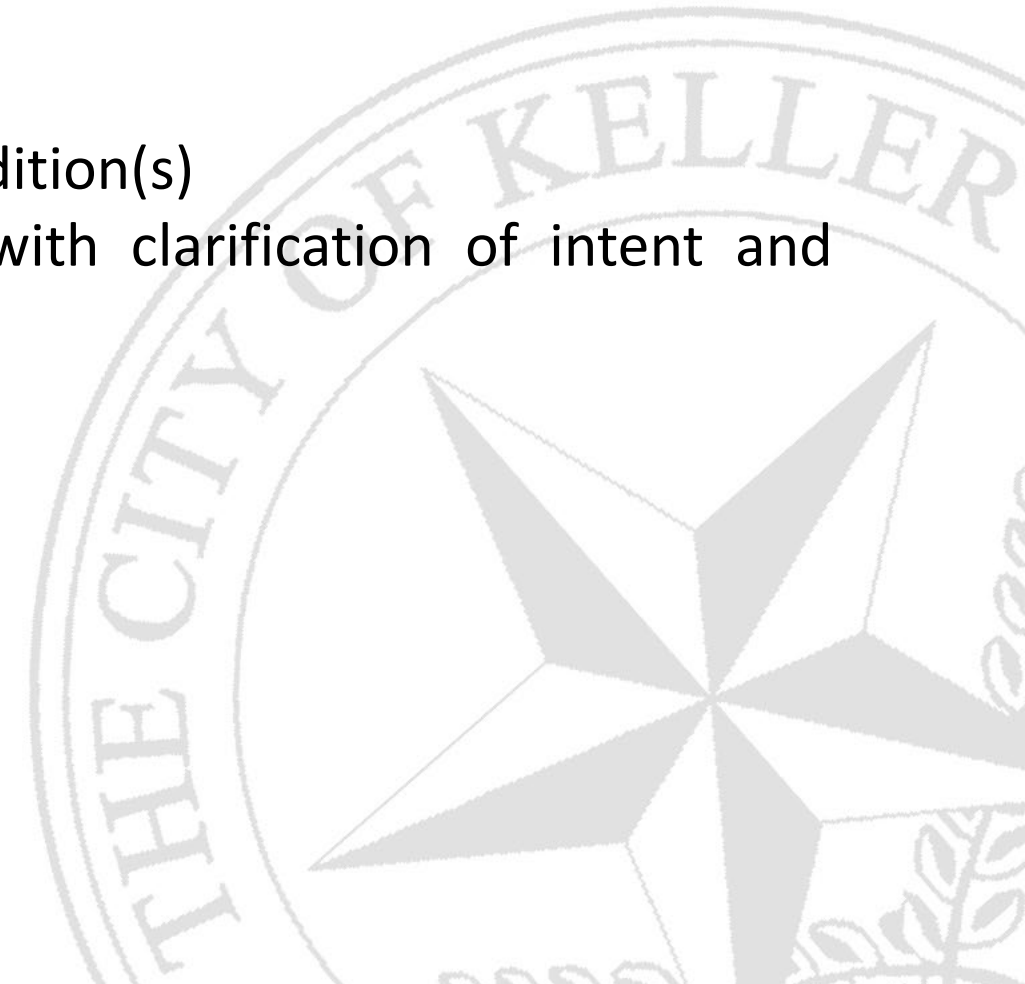 dition(s)
with clarification of intent and
THE CITY OF KELLER